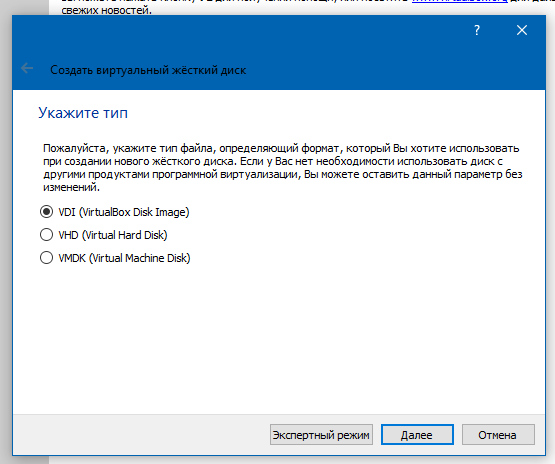 свежих новостей.
?
Создать виртуальный жёсткий диск
Укажите тип
Пожалуйста, укажите тип файла, определяющий формат, который Вы хотите использовать
при создании нового жёсткого диска. Если у Вас нет необходимости использовать диск с
другими продуктами программной виртуализации, Вы можете оставить данный параметр без
изменений.
VDI (VirtualBox Disk Image)
VHD (Virtual Hard Disk)
VMDK (Virtual Machine Disk)
Экспертный режим
Далее
Отмена